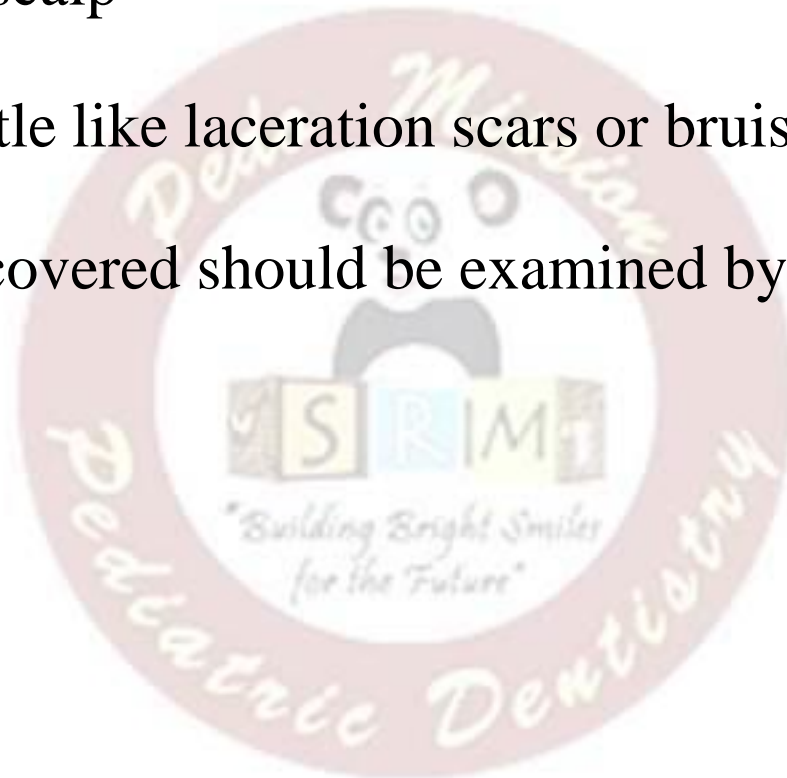 scalp
tle like laceration scars or bruis
covered should be examined by
Pedo Mission
SRM
"Building Bright Smiles
for the Future"
Pediatric Dentistry